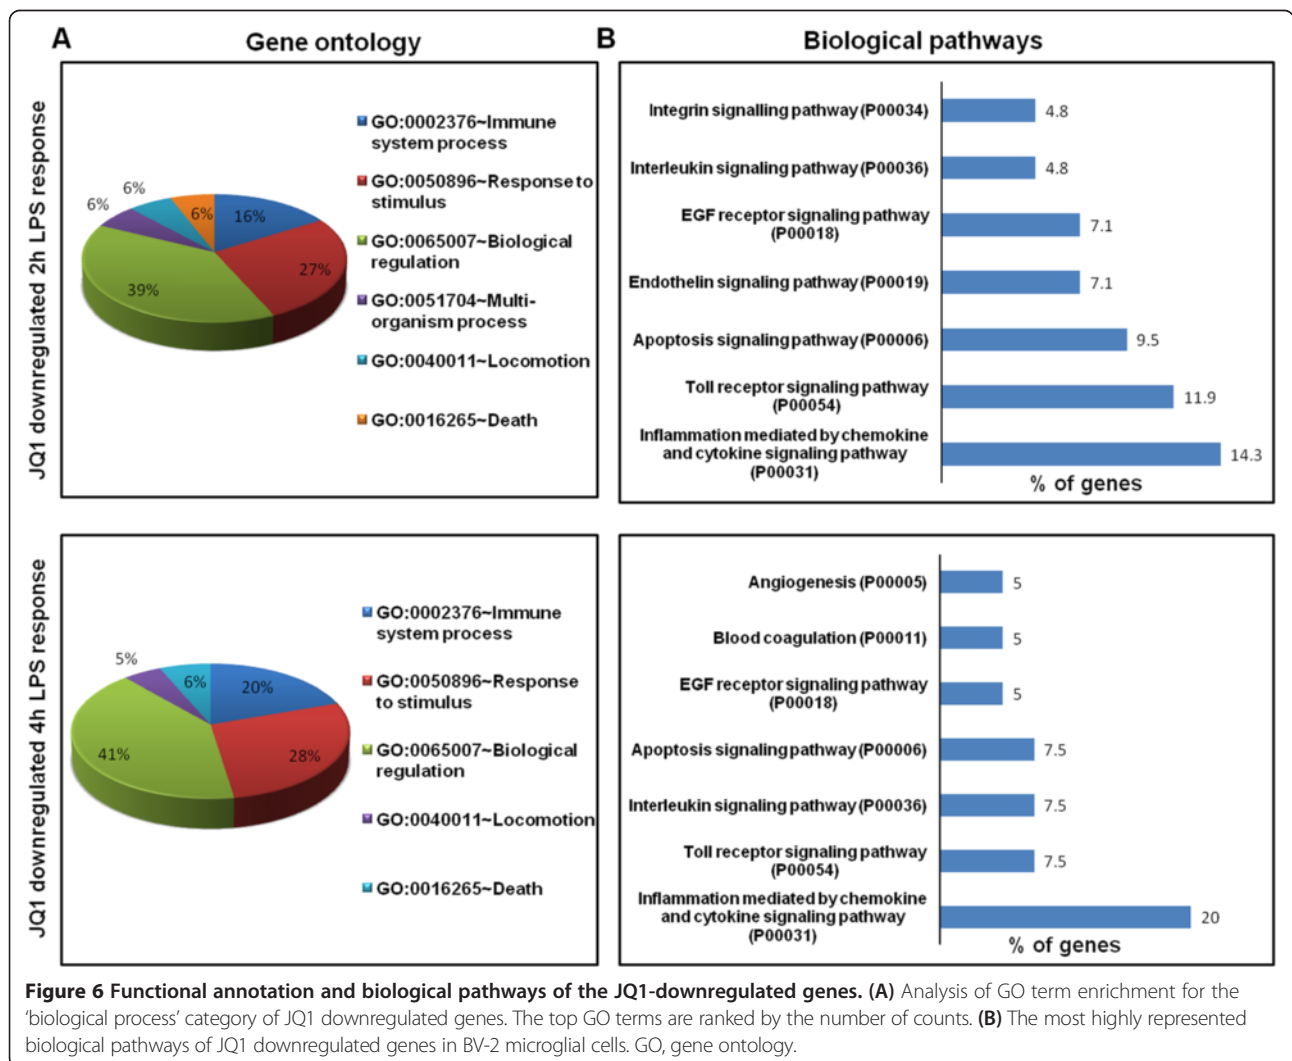 A
Gene ontology
B
Biological pathways
JQ1 downregulated 2h LPS response
6%
6%
6%
16%
27%
39%
GO:0002376~Immune
system process
GO:0050896~Response to
stimulus
GO:0065007~Biological
regulation
GO:0051704~Multi-
organism process
GO:0040011~Locomotion
GO:0016265~Death
Integrin signalling pathway (P00034)
4.8
Interleukin signaling pathway (P00036)
4.8
EGF receptor signaling pathway
(P00018)
7.1
Endothelin signaling pathway (P00019)
7.1
Apoptosis signaling pathway (P00006)
9.5
Toll receptor signaling pathway
(P00054)
11.9
Inflammation mediated by chemokine
and cytokine signaling pathway
(P00031)
14.3
% of genes
JQ1 downregulated 4h LPS response
5%
6%
20%
28%
41%
GO:0002376~Immune
system process
GO:0050896~Response
to stimulus
GO:0065007~Biological
regulation
GO:0040011~Locomotion
GO:0016265~Death
Angiogenesis (P00005)
5
Blood coagulation (P00011)
5
EGF receptor signaling pathway
(P00018)
5
Apoptosis signaling pathway (P00006)
7.5
Interleukin signaling pathway (P00036)
7.5
Toll receptor signaling pathway
(P00054)
7.5
Inflammation mediated by chemokine
and cytokine signaling pathway
(P00031)
20
% of genes
Figure 6 Functional annotation and biological pathways of the JQ1-downregulated genes. (A) Analysis of GO term enrichment for the
‘biological process’ category of JQ1 downregulated genes. The top GO terms are ranked by the number of counts. (B) The most highly represented
biological pathways of JQ1 downregulated genes in BV-2 microglial cells. GO, gene ontology.